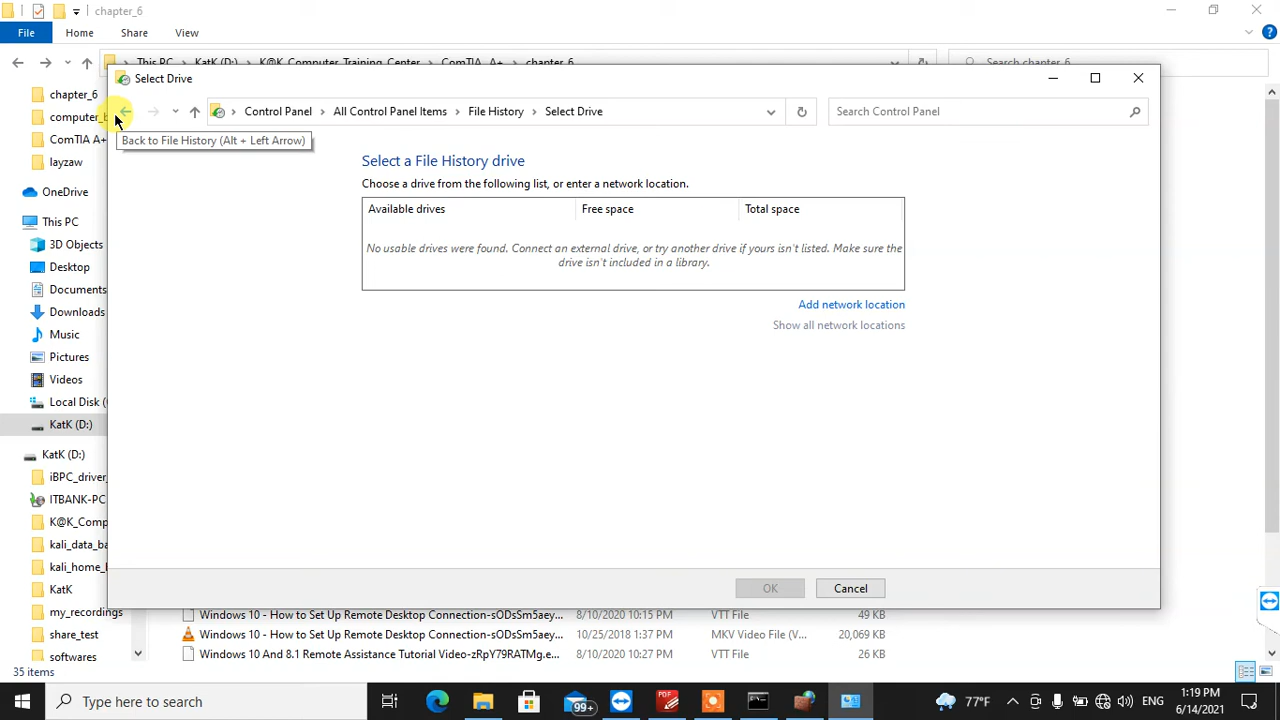 chapter_6
File Home Share View
This PC KatK (D:) K@K_Computer_Training_Center ComTIA_A+ chapter_6 Search chapter_6
Select Drive
chapter_6
Control Panel All Control Panel Items File History Select Drive Search Control Panel
computer_b
Back to File History (Alt + Left Arrow)
ComTIA A+
layzaw
OneDrive
This PC
3D Objects
Desktop
Documents
Downloads
Music
Pictures
Videos
Local Disk (
KatK (D:)
KatK (D:)
iBPC_driver_
ITBANK-PC
K@K_Comp
kali_data_ba
kali_home_l
KatK
my_recordings
share_test
softwares
Select a File History drive
Choose a drive from the following list, or enter a network location.
Available drives Free space Total space
No usable drives were found. Connect an external drive, or try another drive if yours isn't listed. Make sure the
drive isn't included in a library.
Add network location
Show all network locations
OK Cancel
Windows 10 - How to Set Up Remote Desktop Connection-sODsSm5aey... 8/10/2020 10:15 PM VTT File 49 KB
Windows 10 - How to Set Up Remote Desktop Connection-sODsSm5aey... 10/25/2018 1:37 PM MKV Video File (V... 20,069 KB
Windows 10 And 8.1 Remote Assistance Tutorial Video-zRpY79RATMg.e... 8/10/2020 10:27 PM VTT File 26 KB
35 items
Type here to search 99+ 77°F ENG 1:19 PM
6/14/2021